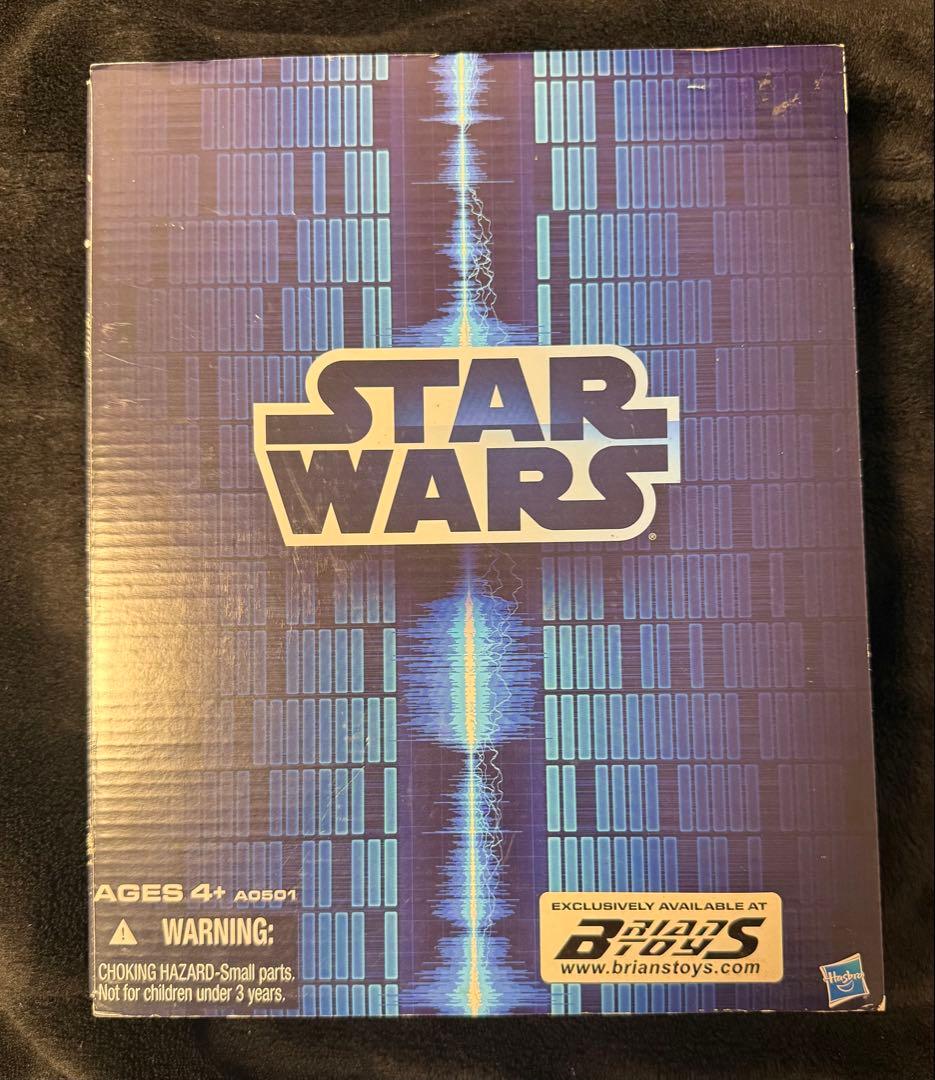 STAR
WARS
®
AGES 4+ A0501
WARNING:
CHOKING HAZARD-Small parts.
Not for children under 3 years.
EXCLUSIVELY AVAILABLE AT
BRIAN'S TOYS
www.brianstoys.com
Hasbro